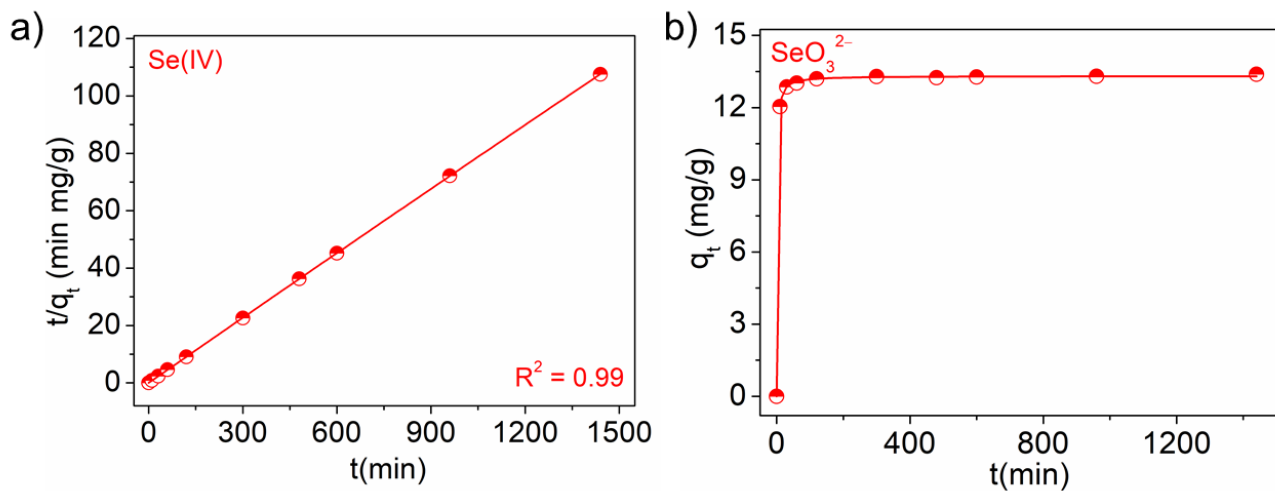 a)
Se(IV)
120
100
80
60
40
20
0
t/qt (min mg/g)
R² = 0.99
0 300 600 900 1200 1500
t(min)
b)
SeO₃²⁻
15
12
9
6
3
0
qt (mg/g)
0 400 800 1200
t(min)